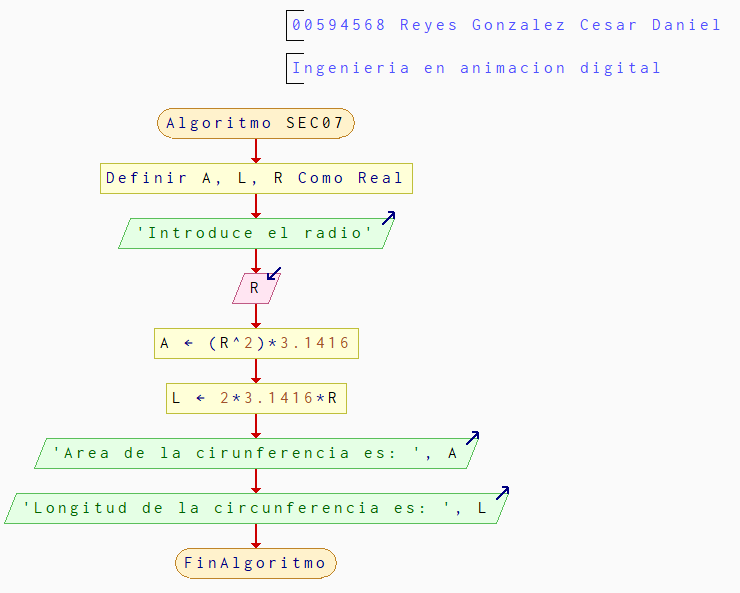 00594568 Reyes Gonzalez Cesar Daniel
Ingenieria en animacion digital
Algoritmo SEC07
Definir A, L, R Como Real
'Introduce el radio'
R
A ← (R^2)*3.1416
L ← 2*3.1416*R
'Area de la cirunferencia es: ', A
'Longitud de la circunferencia es: ', L
FinAlgoritmo